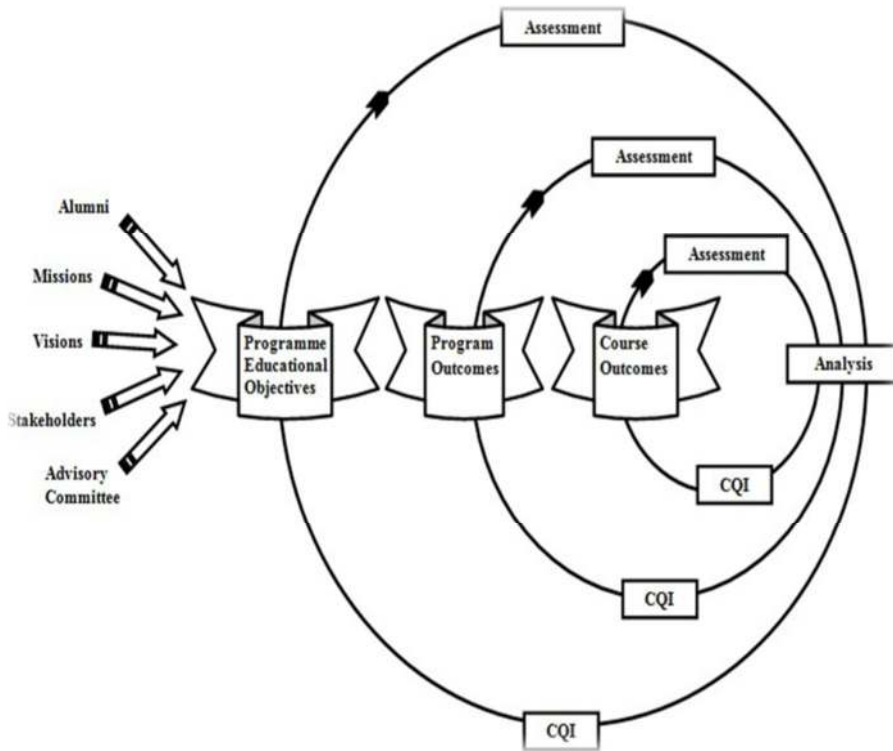 Assessment
Assessment
Alumni
Assessment
Missions
Visions
Programme
Educational
Objectives
Program
Outcomes
Course
Outcomes
Analysis
Stakeholders
Advisory
Committee
CQI
CQI
CQI